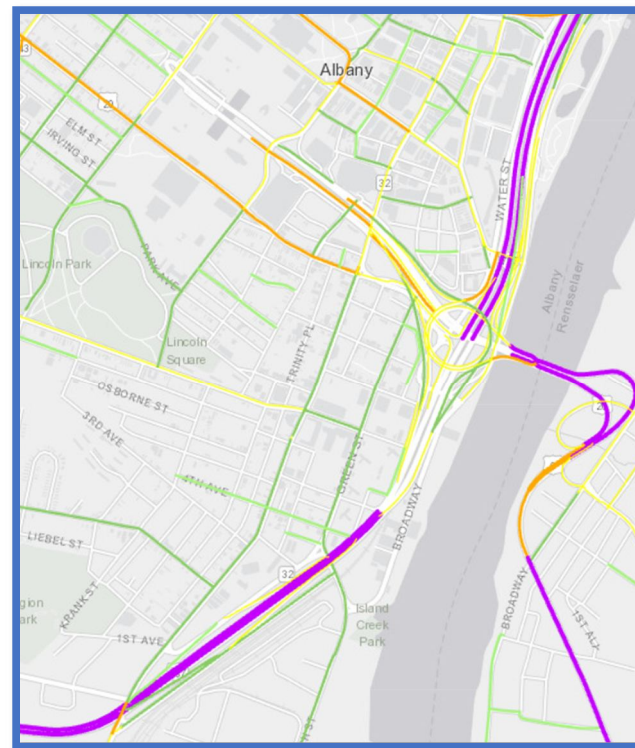 Albany
ELM ST
IRVING ST
32
WATER ST
Lincoln Park
PARK AVE
Albany
Rensselaer
Lincoln
Square
TRINITY PL
OSBORNE ST
3RD AVE
4TH AVE
GREEN ST
BROADWAY
LIEBEL ST
KRANK ST
32
gion
ark
1ST AVE
Island
Creek
Park
BROADWAY
1ST ALY
N ST